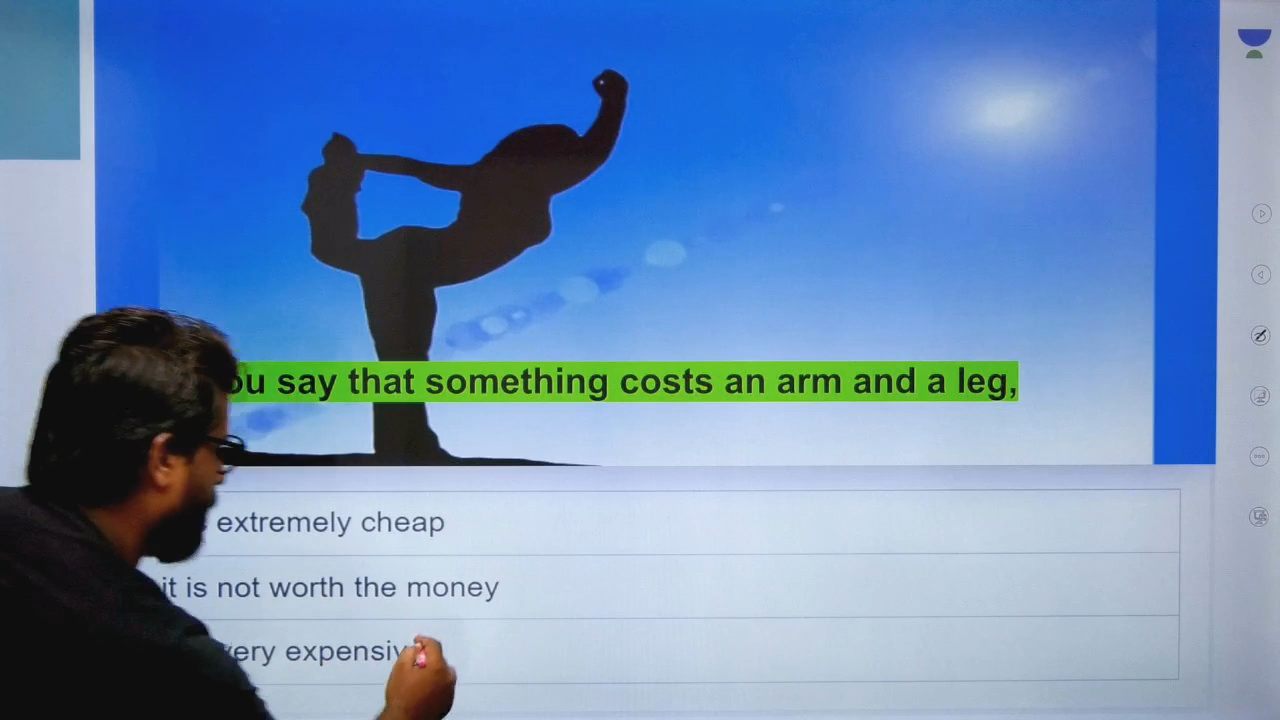 ou say that something costs an arm and a leg,
extremely cheap
it is not worth the money
very expensiv